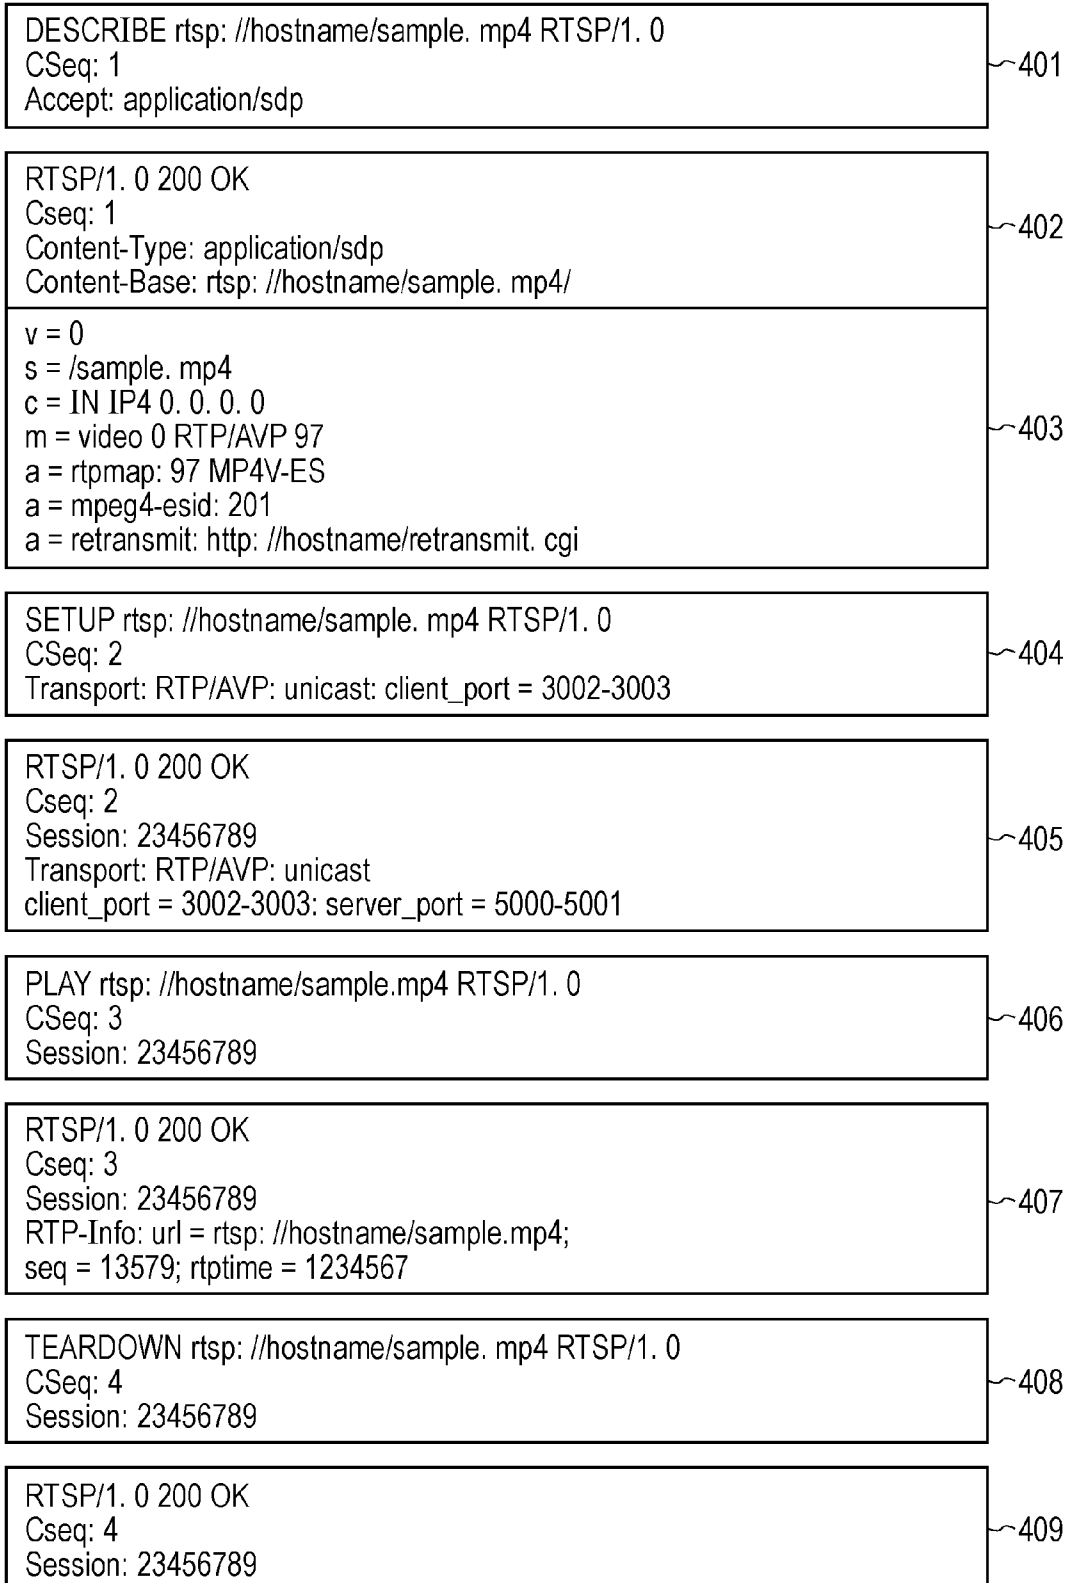 DESCRIBE rtsp: //hostname/sample. mp4 RTSP/1. 0
CSeq: 1
Accept: application/sdp
401
RTSP/1. 0 200 OK
Cseq: 1
Content-Type: application/sdp
Content-Base: rtsp: //hostname/sample. mp4/
402
v = 0
s = /sample. mp4
c = IN IP4 0. 0. 0. 0
m = video 0 RTP/AVP 97
a = rtpmap: 97 MP4V-ES
a = mpeg4-esid: 201
a = retransmit: http: //hostname/retransmit. cgi
403
SETUP rtsp: //hostname/sample. mp4 RTSP/1. 0
CSeq: 2
Transport: RTP/AVP: unicast: client_port = 3002-3003
404
RTSP/1. 0 200 OK
Cseq: 2
Session: 23456789
Transport: RTP/AVP: unicast
client_port = 3002-3003: server_port = 5000-5001
405
PLAY rtsp: //hostname/sample.mp4 RTSP/1. 0
CSeq: 3
Session: 23456789
406
RTSP/1. 0 200 OK
Cseq: 3
Session: 23456789
RTP-Info: url = rtsp: //hostname/sample.mp4;
seq = 13579; rtptime = 1234567
407
TEARDOWN rtsp: //hostname/sample. mp4 RTSP/1. 0
CSeq: 4
Session: 23456789
408
RTSP/1. 0 200 OK
Cseq: 4
Session: 23456789
409